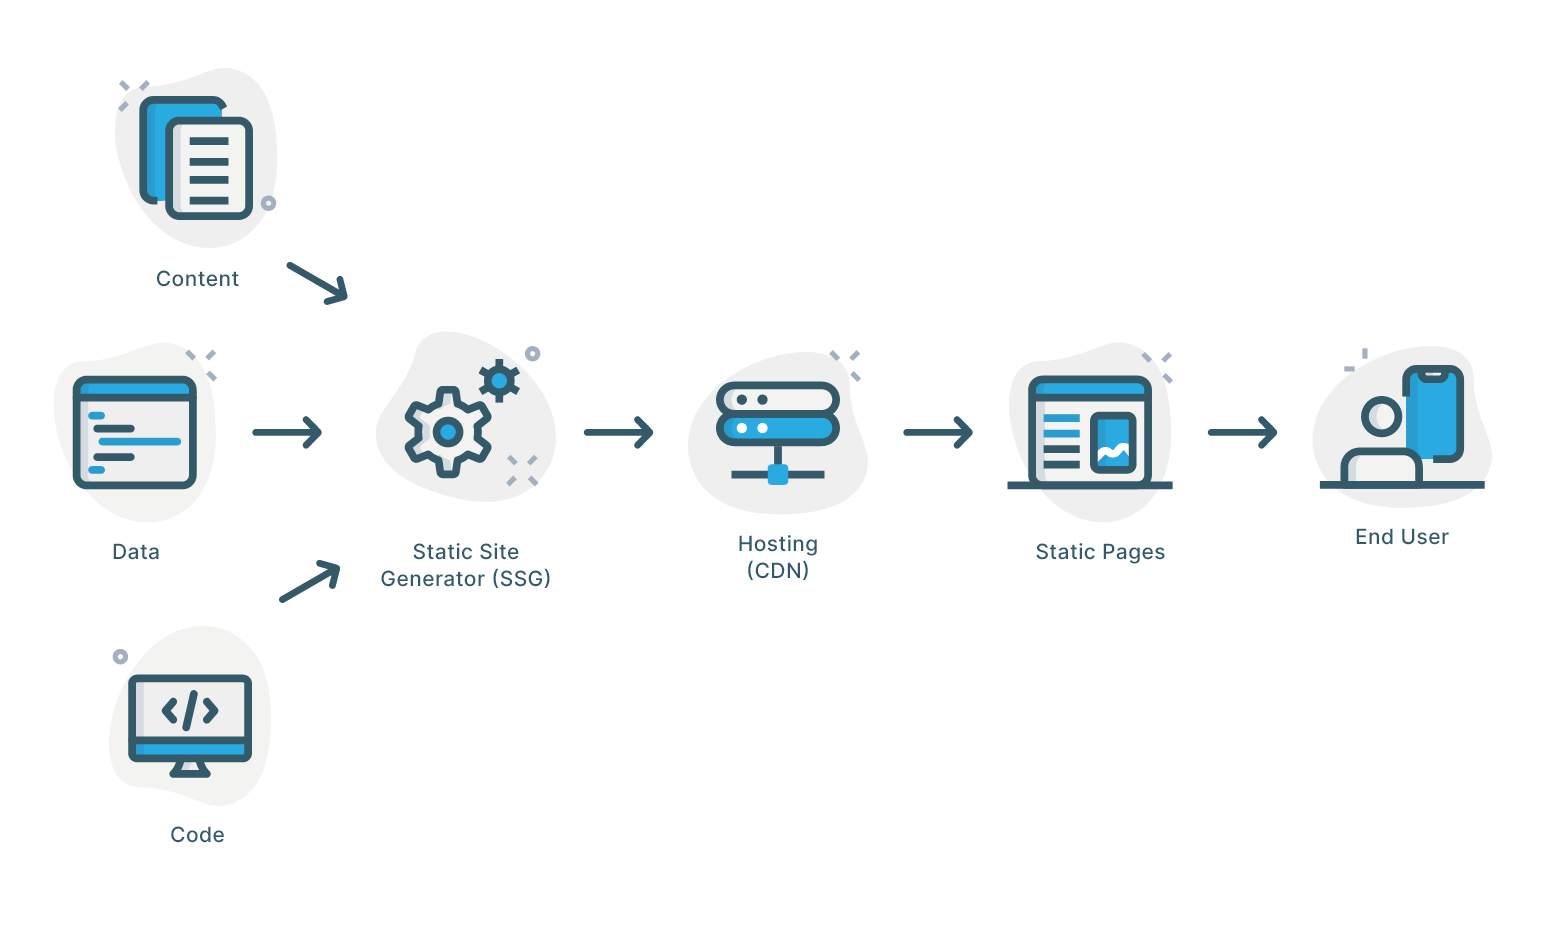 Content
Data
Static Site
Generator (SSG)
Hosting
(CDN)
Static Pages
End User
Code